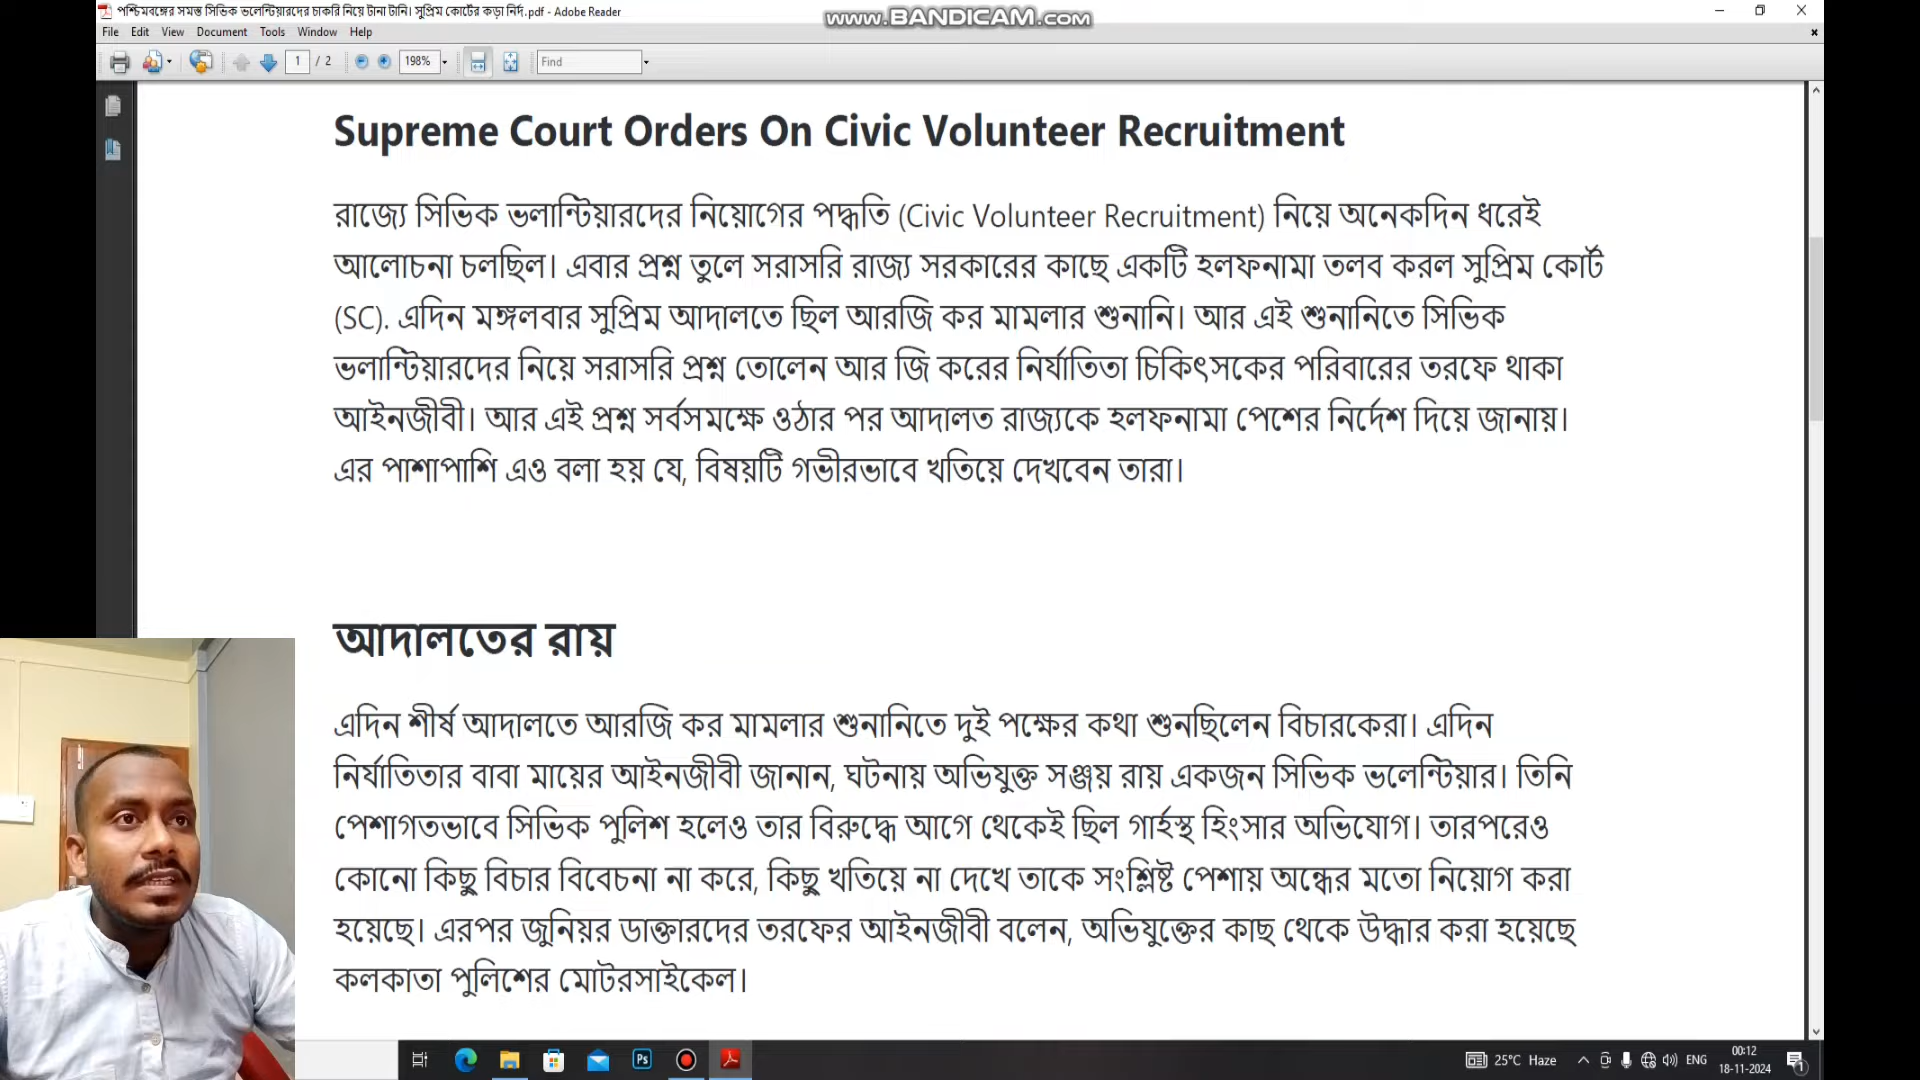 পশ্চিমবঙ্গের সমস্ত সিভিক ভলেন্টিয়ারদের চাকরি নিয়ে টানা টানি। সুপ্রিম কোর্টের কড়া নির্দ.pdf - Adobe Reader
www.BANDICAM.com
File Edit View Document Tools Window Help
1 / 2 198% Find
Supreme Court Orders On Civic Volunteer Recruitment
রাজ্যে সিভিক ভলান্টিয়ারদের নিয়োগের পদ্ধতি (Civic Volunteer Recruitment) নিয়ে অনেকদিন ধরেই
আলোচনা চলছিল। এবার প্রশ্ন তুলে সরাসরি রাজ্য সরকারের কাছে একটি হলফনামা তলব করল সুপ্রিম কোর্ট
(SC). এদিন মঙ্গলবার সুপ্রিম আদালতে ছিল আরজি কর মামলার শুনানি। আর এই শুনানিতে সিভিক
ভলান্টিয়ারদের নিয়ে সরাসরি প্রশ্ন তোলেন আর জি করের নির্যাতিতা চিকিৎসকের পরিবারের তরফে থাকা
আইনজীবী। আর এই প্রশ্ন সর্বসমক্ষে ওঠার পর আদালত রাজ্যকে হলফনামা পেশের নির্দেশ দিয়ে জানায়।
এর পাশাপাশি এও বলা হয় যে, বিষয়টি গভীরভাবে খতিয়ে দেখবেন তারা।
আদালতের রায়
এদিন শীর্ষ আদালতে আরজি কর মামলার শুনানিতে দুই পক্ষের কথা শুনছিলেন বিচারকেরা। এদিন
নির্যাতিতার বাবা মায়ের আইনজীবী জানান, ঘটনায় অভিযুক্ত সঞ্জয় রায় একজন সিভিক ভলেন্টিয়ার। তিনি
পেশাগতভাবে সিভিক পুলিশ হলেও তার বিরুদ্ধে আগে থেকেই ছিল গার্হস্থ হিংসার অভিযোগ। তারপরেও
কোনো কিছু বিচার বিবেচনা না করে, কিছু খতিয়ে না দেখে তাকে সংশ্লিষ্ট পেশায় অন্ধের মতো নিয়োগ করা
হয়েছে। এরপর জুনিয়র ডাক্তারদের তরফের আইনজীবী বলেন, অভিযুক্তের কাছ থেকে উদ্ধার করা হয়েছে
কলকাতা পুলিশের মোটরসাইকেল।
Ps
25°C Haze ENG 00:12
18-11-2024
1